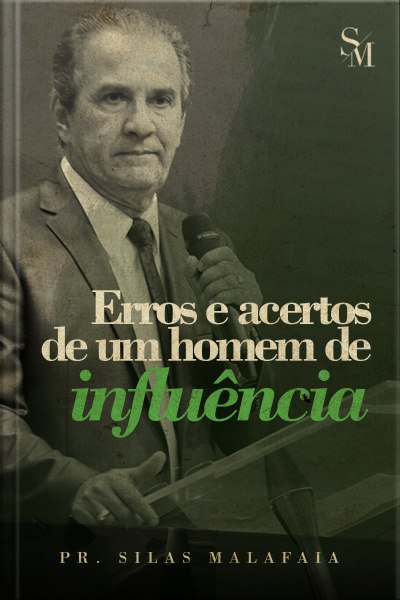 SM
Erros e acertos
de um homem de
influência
PR. SILAS MALAFAIA